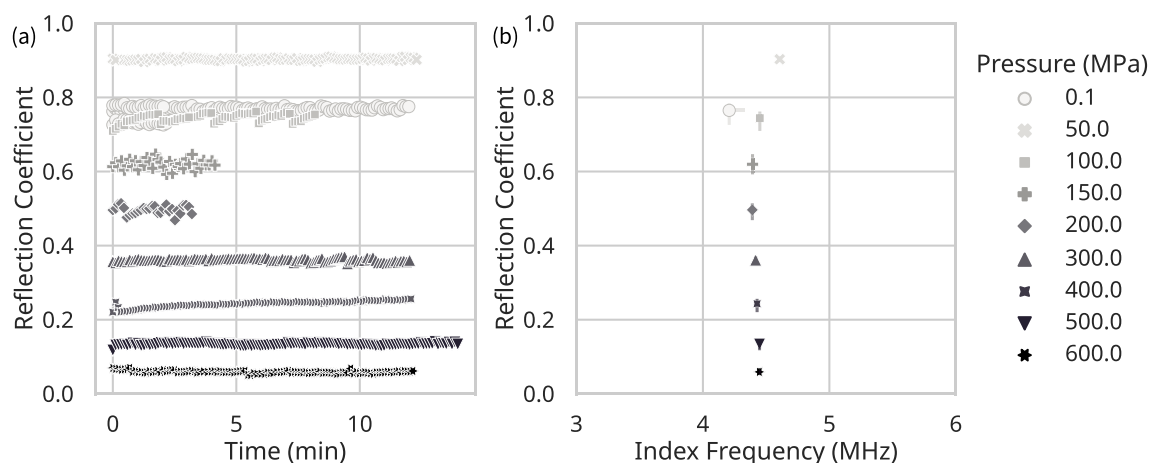 (a)
1.0
0.8
0.6
0.4
0.2
0.0
Reflection Coefficient
0 5 10
Time (min)
(b)
1.0
0.8
0.6
0.4
0.2
0.0
Reflection Coefficient
3 4 5 6
Index Frequency (MHz)
Pressure (MPa)
0.1
50.0
100.0
150.0
200.0
300.0
400.0
500.0
600.0